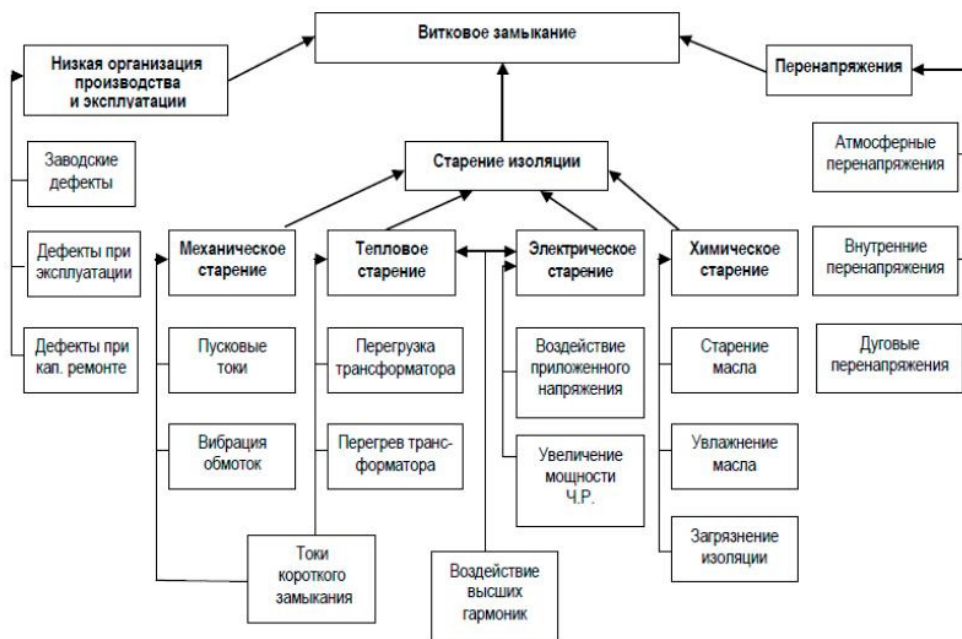 Витковое замыкание
Низкая организация
производства
и эксплуатации
Перенапряжения
Заводские
дефекты
Старение изоляции
Атмосферные
перенапряжения
Дефекты при
эксплуатации
Механическое
старение
Тепловое
старение
Электрическое
старение
Химическое
старение
Внутренние
перенапряжения
Дефекты при
кап. ремонте
Пусковые
токи
Перегрузка
трансформатора
Воздействие
приложенного
напряжения
Старение
масла
Дуговые
перенапряжения
Вибрация
обмоток
Перегрев транс-
форматора
Увеличение
мощности
Ч.Р.
Увлажнение
масла
Токи
короткого
замыкания
Воздействие
высших
гармоник
Загрязнение
изоляции